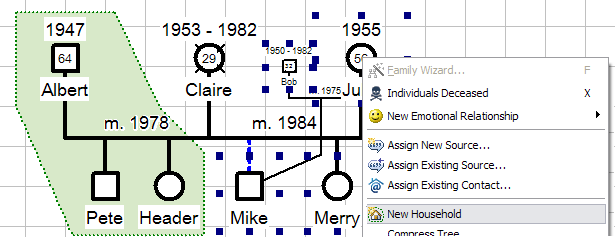 1947
1953 - 1982
1955
1950 - 1982
64
29
32
Bob
Albert
Claire
1975
m. 1978
m. 1984
Pete
Header
Mike
Merry
Family Wizard... F
Individuals Deceased X
New Emotional Relationship
Assign New Source...
Assign Existing Source...
Assign Existing Contact...
New Household
Compress Tree